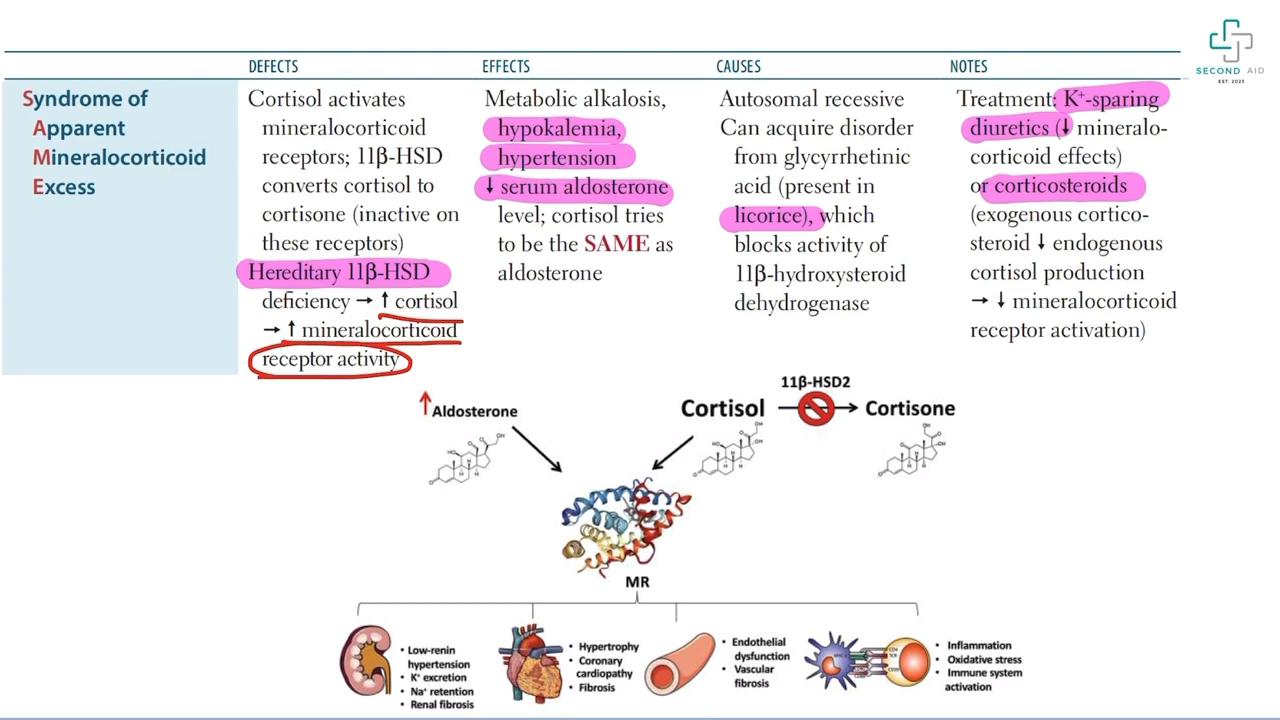 SECOND AID
EST. 2023
DEFECTS
EFFECTS
CAUSES
NOTES
Syndrome of
Apparent
Mineralocorticoid
Excess
Cortisol activates
mineralocorticoid
receptors; 11β-HSD
converts cortisol to
cortisone (inactive on
these receptors)
Hereditary 11β-HSD
deficiency → ↑ cortisol
→ ↑ mineralocorticoid
receptor activity
Metabolic alkalosis,
hypokalemia,
hypertension
↓ serum aldosterone
level; cortisol tries
to be the SAME as
aldosterone
Autosomal recessive
Can acquire disorder
from glycyrrhetinic
acid (present in
licorice), which
blocks activity of
11β-hydroxysteroid
dehydrogenase
Treatment: K⁺-sparing
diuretics (↓ mineralo-
corticoid effects)
or corticosteroids
(exogenous cortico-
steroid ↓ endogenous
cortisol production
→ ↓ mineralocorticoid
receptor activation)
↑ Aldosterone
Cortisol
11β-HSD2
Cortisone
MR
• Low-renin
hypertension
• K⁺ excretion
• Na⁺ retention
• Renal fibrosis
• Hypertrophy
• Coronary
cardiopathy
• Fibrosis
• Endothelial
dysfunction
• Vascular
fibrosis
• Inflammation
• Oxidative stress
• Immune system
activation